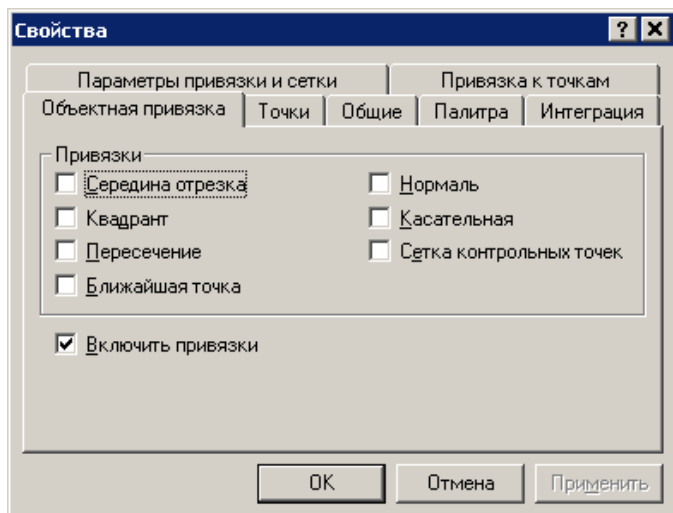 Свойства
Параметры привязки и сетки Привязка к точкам
Объектная привязка Точки Общие Палитра Интеграция
Привязки
Середина отрезка Нормаль
Квадрант Касательная
Пересечение Сетка контрольных точек
Ближайшая точка
Включить привязки
OK Отмена Применить